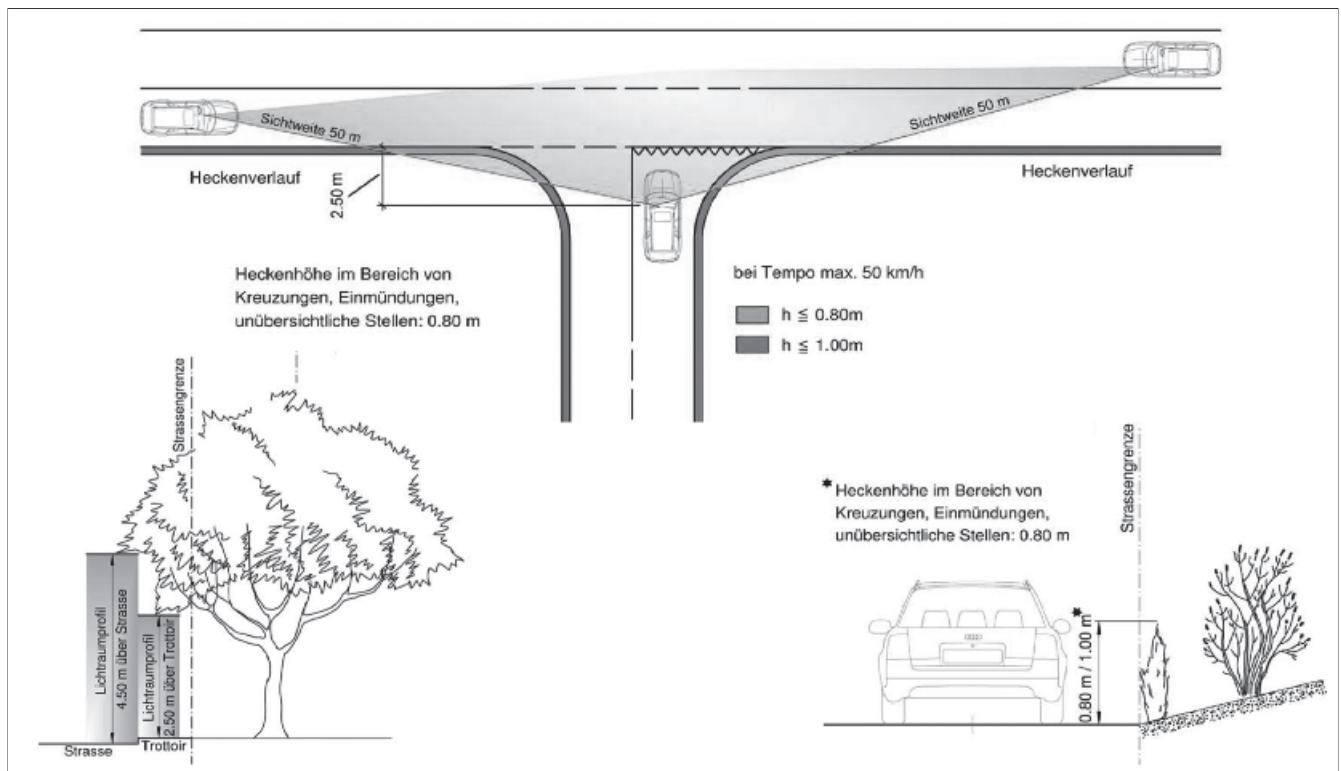 Sichtweite 50 m
Sichtweite 50 m
Heckenverlauf
2.50 m
Heckenverlauf
Heckenhöhe im Bereich von
Kreuzungen, Einmündungen,
unübersichtliche Stellen: 0.80 m
bei Tempo max. 50 km/h
h ≦ 0.80m
h ≦ 1.00m
Strassengrenze
Lichtraumprofil
4.50 m über Strasse
Lichtraumprofil
2.50 m über Trottoir
Strasse
Trottoir
* Heckenhöhe im Bereich von
Kreuzungen, Einmündungen,
unübersichtliche Stellen: 0.80 m
Strassengrenze
0.80 m / 1.00 m *